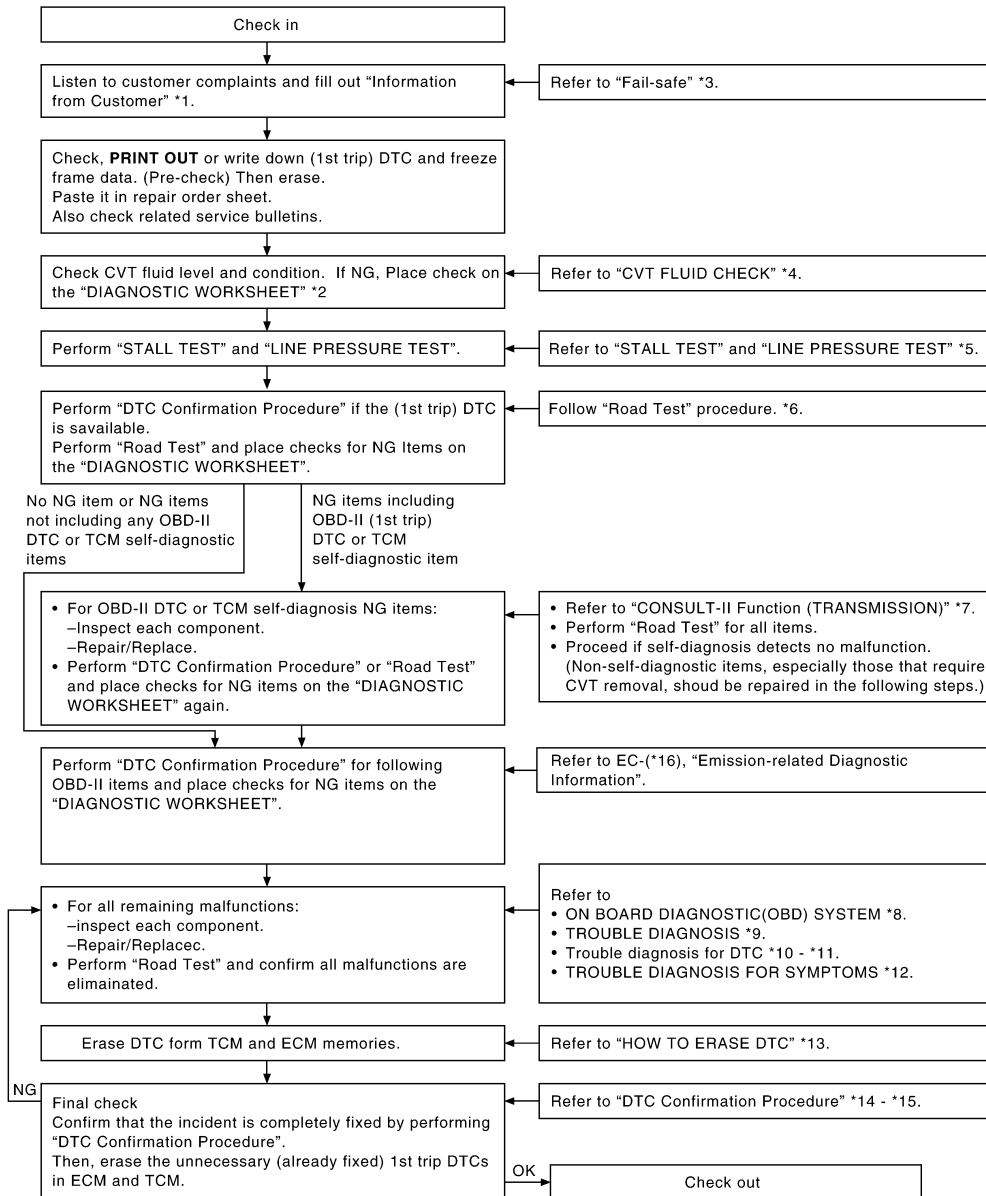 Check in
Listen to customer complaints and fill out “Information
from Customer” *1.
Refer to “Fail-safe” *3.
Check, PRINT OUT or write down (1st trip) DTC and freeze
frame data. (Pre-check) Then erase.
Paste it in repair order sheet.
Also check related service bulletins.
Check CVT fluid level and condition. If NG, Place check on
the “DIAGNOSTIC WORKSHEET” *2
Refer to “CVT FLUID CHECK” *4.
Perform “STALL TEST” and “LINE PRESSURE TEST”.
Refer to “STALL TEST” and “LINE PRESSURE TEST” *5.
Perform “DTC Confirmation Procedure” if the (1st trip) DTC
is savailable.
Perform “Road Test” and place checks for NG Items on
the “DIAGNOSTIC WORKSHEET”.
Follow “Road Test” procedure. *6.
No NG item or NG items
not including any OBD-II
DTC or TCM self-diagnostic
items
NG items including
OBD-II (1st trip)
DTC or TCM
self-diagnostic item
• For OBD-II DTC or TCM self-diagnosis NG items:
–Inspect each component.
–Repair/Replace.
• Perform “DTC Confirmation Procedure” or “Road Test”
and place checks for NG items on the “DIAGNOSTIC
WORKSHEET” again.
• Refer to “CONSULT-II Function (TRANSMISSION)” *7.
• Perform “Road Test” for all items.
• Proceed if self-diagnosis detects no malfunction.
(Non-self-diagnostic items, especially those that require
CVT removal, shoud be repaired in the following steps.)
Perform “DTC Confirmation Procedure” for following
OBD-II items and place checks for NG items on the
“DIAGNOSTIC WORKSHEET”.
Refer to EC-(*16), “Emission-related Diagnostic
Information”.
• For all remaining malfunctions:
–inspect each component.
–Repair/Replacec.
• Perform “Road Test” and confirm all malfunctions are
elimainated.
Refer to
• ON BOARD DIAGNOSTIC(OBD) SYSTEM *8.
• TROUBLE DIAGNOSIS *9.
• Trouble diagnosis for DTC *10 - *11.
• TROUBLE DIAGNOSIS FOR SYMPTOMS *12.
Erase DTC form TCM and ECM memories.
Refer to “HOW TO ERASE DTC” *13.
NG
Final check
Confirm that the incident is completely fixed by performing
“DTC Confirmation Procedure”.
Then, erase the unnecessary (already fixed) 1st trip DTCs
in ECM and TCM.
Refer to “DTC Confirmation Procedure” *14 - *15.
OK
Check out